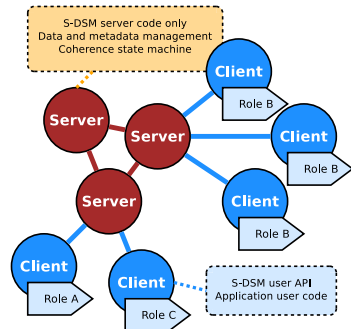 S-DSM server code only
Data and metadata management
Coherence state machine
Client
Role B
Server
Server
Client
Role B
Server
Client
Role B
Client
Role A
Client
Role C
S-DSM user API
Application user code